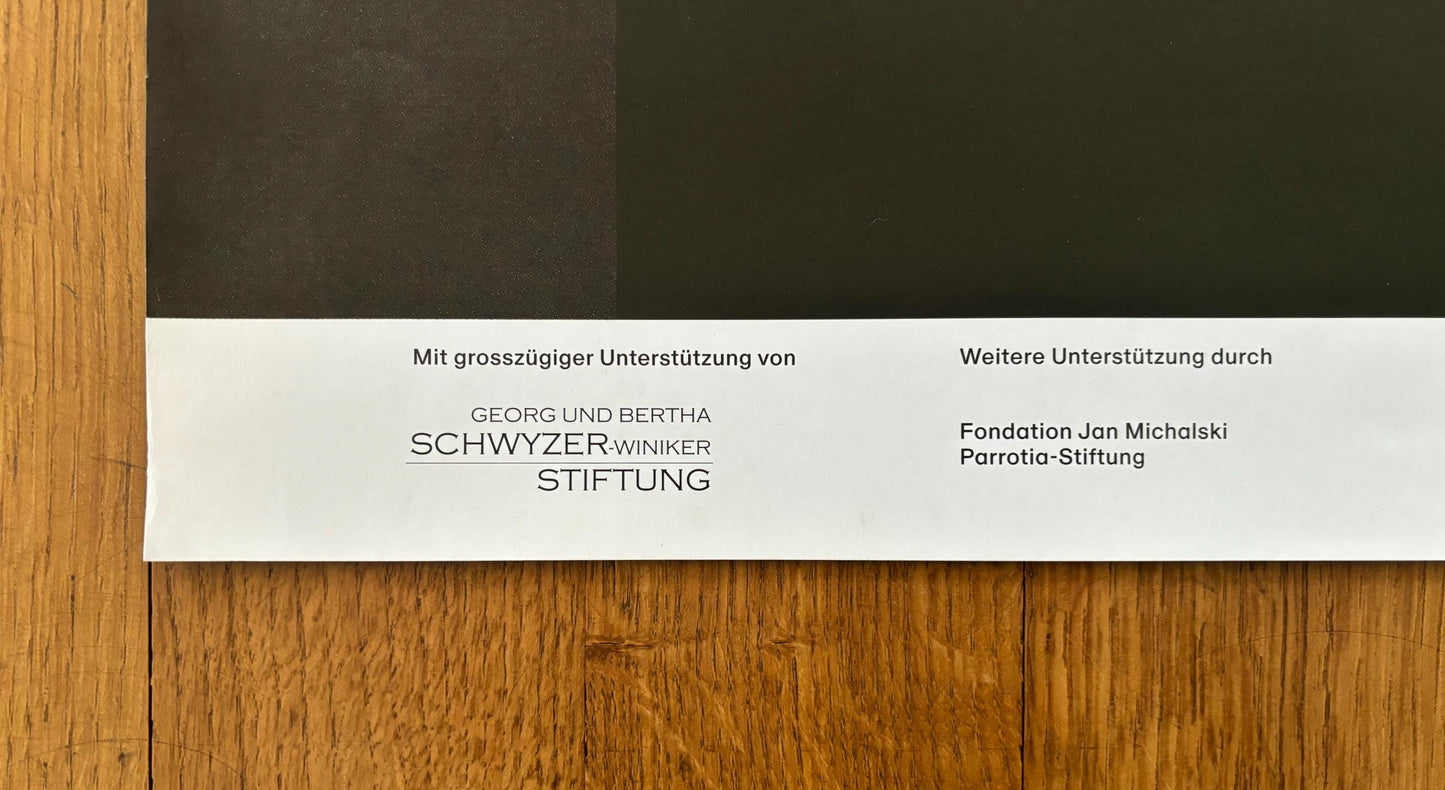 Mit grosszügiger Unterstützung von
GEORG UND BERTHA
SCHWYZER-WINIKER
STIFTUNG
Weitere Unterstützung durch
Fondation Jan Michalski
Parrotia-Stiftung